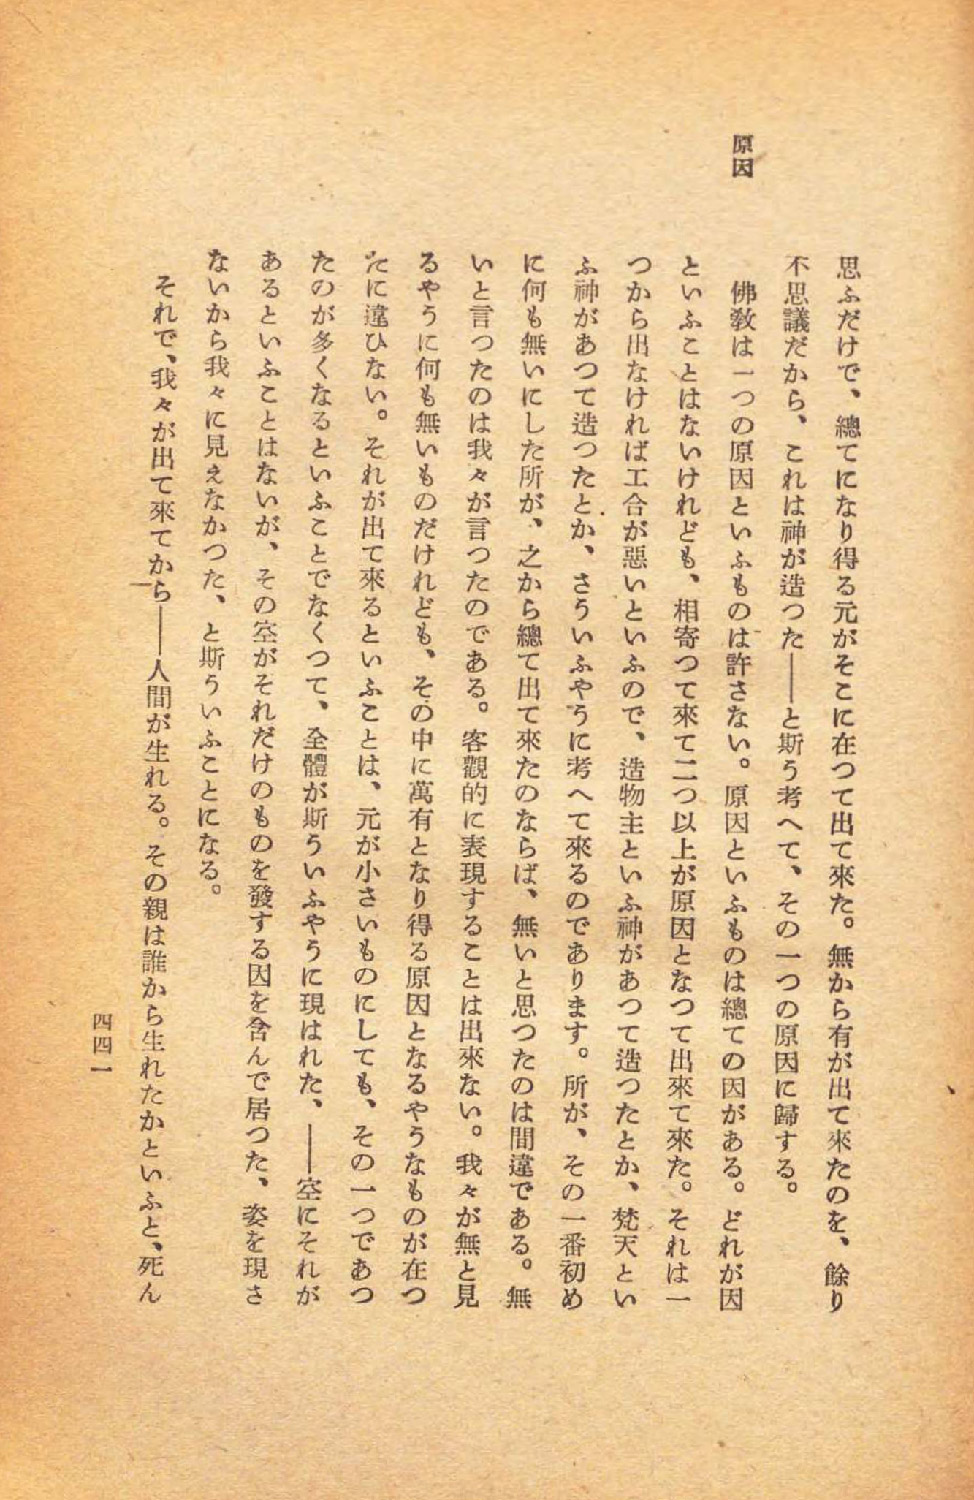 原因
思ふだけで、總てになり得る元がそこに在つて出て來た。無から有が出て來たのを、餘り
不思議だから、これは神が造つた――と斯う考へて、その一つの原因に歸する。
佛教は一つの原因といふものは許さない。原因といふものは總ての因がある。どれが因
といふことはないけれども、相寄つて來て二つ以上が原因となつて出來て來た。それは一
つから出なければ工合が惡いといふので、造物主といふ神があつて造つたとか、梵天とい
ふ神があつて造つたとか、さういふやうに考へて來るのであります。所が、その一番初め
に何も無いにした所が、之から總て出て來たのならば、無いと思つたのは間違である。無
いと言つたのは我々が言つたのである。客觀的に表現することは出來ない。我々が無と見
るやうに何も無いものだけれども、その中に萬有となり得る原因となるやうなものが在つ
たに違ひない。それが出て來るといふことは、元が小さいものにしても、その一つであつ
たのが多くなるといふことでなくつて、全體が斯ういふやうに現はれた、――空にそれが
あるといふことはないが、その空がそれだけのものを發する因を含んで居つた、姿を現さ
ないから我々に見えなかつた、と斯ういふことになる。
それで、我々が出て來てから――人間が生れる。その親は誰から生れたかといふと、死ん
四四一